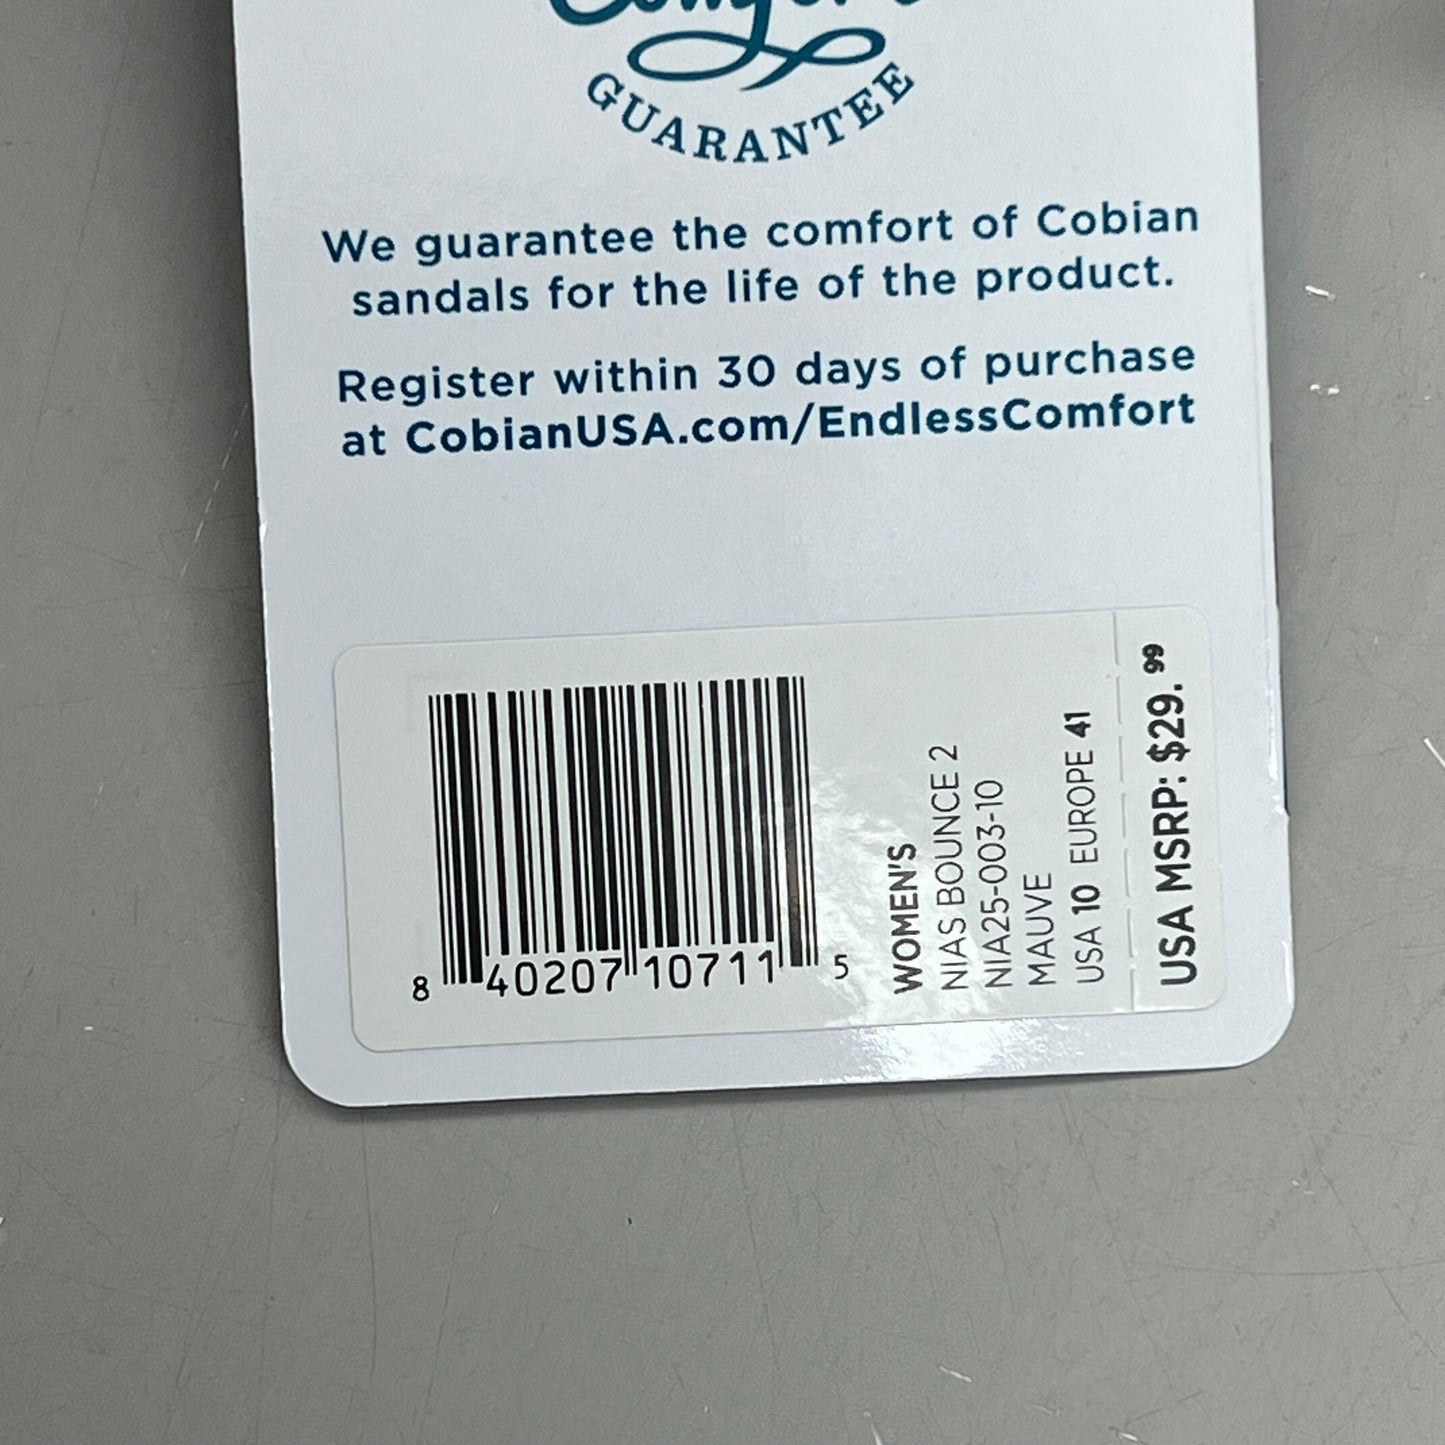 GUARANTEE
We guarantee the comfort of Cobian
sandals for the life of the product.
Register within 30 days of purchase
at CobianUSA.com/EndlessComfort
8 40207 10711 5
WOMEN'S
NIAS BOUNCE 2
NIA25-003-10
MAUVE
USA 10 EUROPE 41
USA MSRP: $29.99